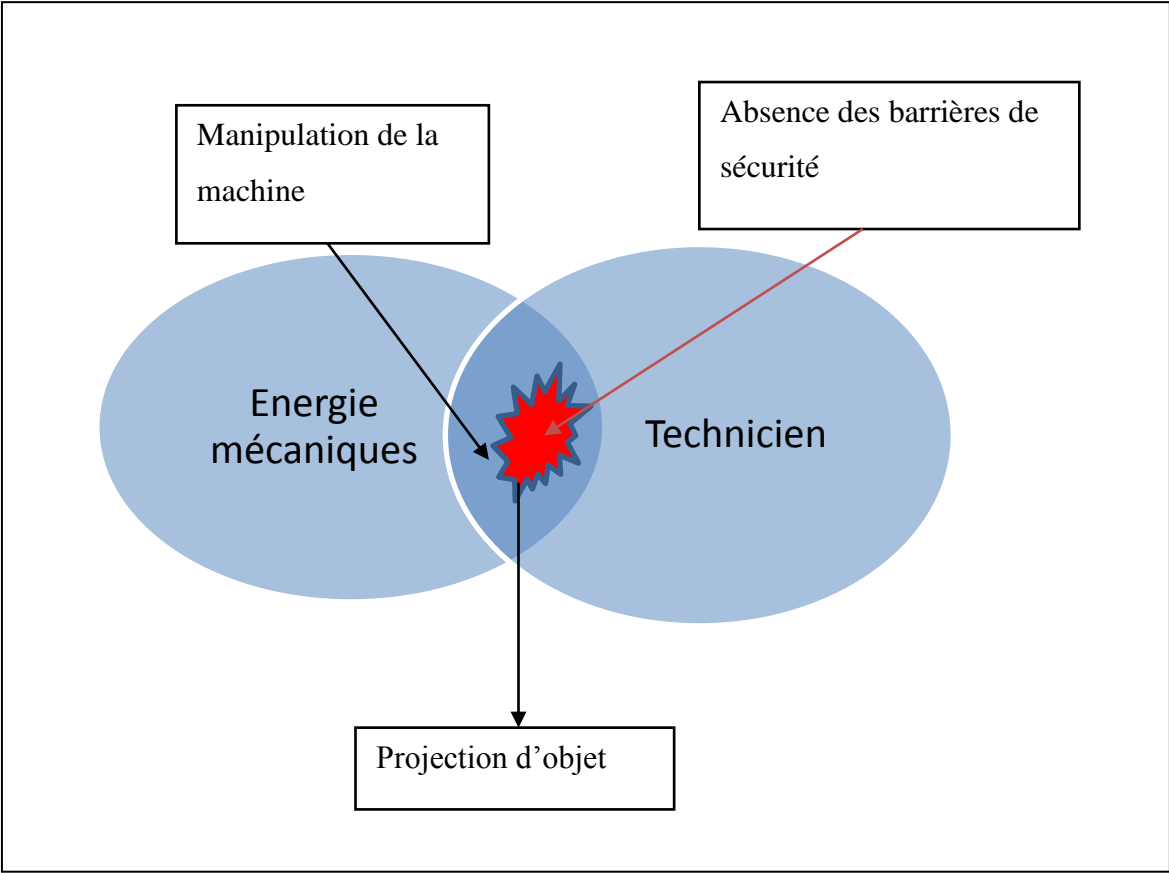 Manipulation de la
machine
Absence des barrières de
sécurité
Energie
mécaniques
Technicien
Projection d’objet